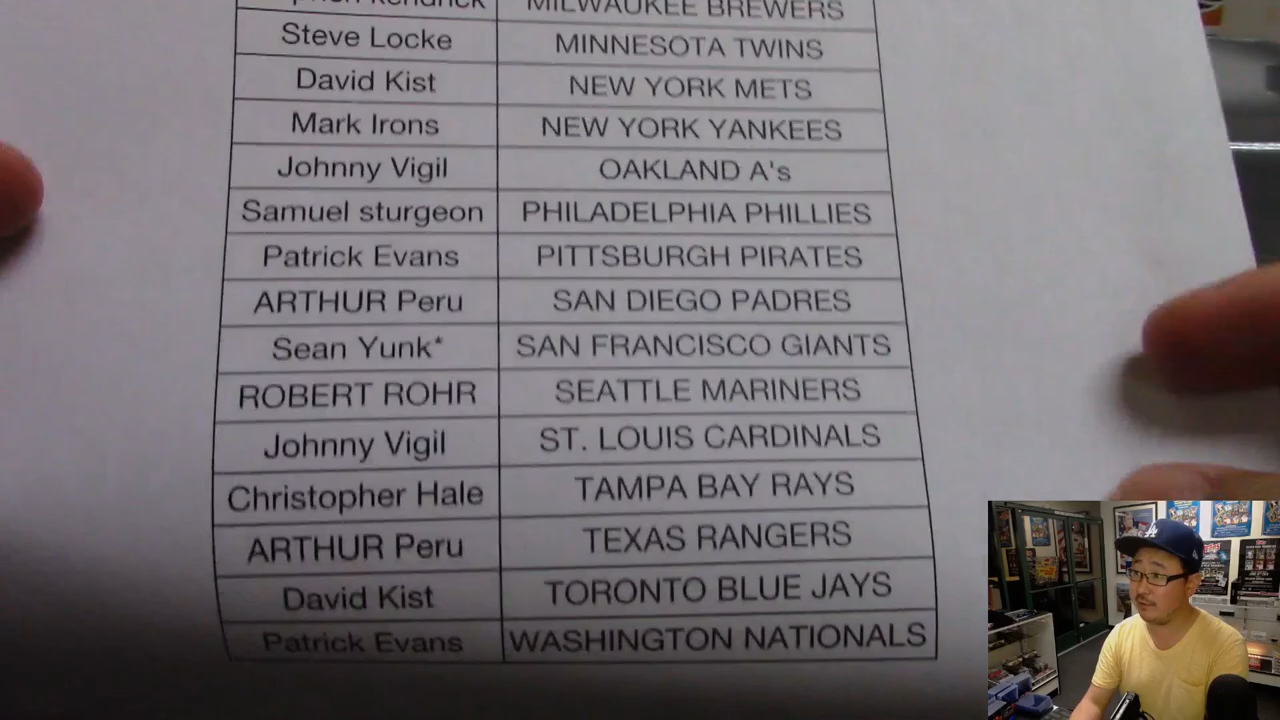 Kendrick MILWAUKEE BREWERS
Steve Locke MINNESOTA TWINS
David Kist NEW YORK METS
Mark Irons NEW YORK YANKEES
Johnny Vigil OAKLAND A's
Samuel sturgeon PHILADELPHIA PHILLIES
Patrick Evans PITTSBURGH PIRATES
ARTHUR Peru SAN DIEGO PADRES
Sean Yunk* SAN FRANCISCO GIANTS
ROBERT ROHR SEATTLE MARINERS
Johnny Vigil ST. LOUIS CARDINALS
Christopher Hale TAMPA BAY RAYS
ARTHUR Peru TEXAS RANGERS
David Kist TORONTO BLUE JAYS
Patrick Evans WASHINGTON NATIONALS
LA